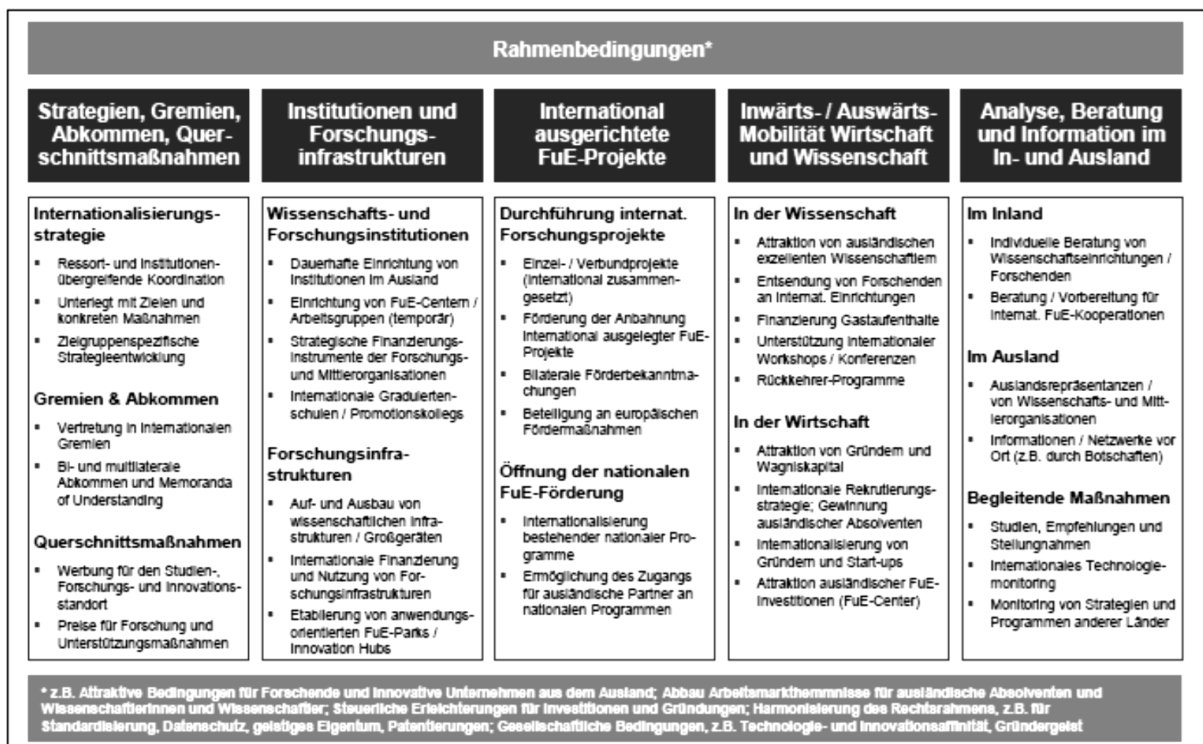 Rahmenbedingungen*
Strategien, Gremien,
Abkommen, Quer-
schnittsmaßnahmen
Internationalisierungs-
strategie
▪ Ressort- und Institutionen-
übergreifende Koordination
▪ Unterlegt mit Zielen und
konkreten Maßnahmen
▪ Zielgruppenspezifische
Strategieentwicklung
Gremien & Abkommen
▪ Vertretung in Internationalen
Gremien
▪ Bi- und multilaterale
Abkommen und Memoranda
of Understanding
Querschnittsmaßnahmen
▪ Werbung für den Studien-,
Forschungs- und Innovations-
standort
▪ Preise für Forschung und
Unterstützungsmaßnahmen
Institutionen und
Forschungs-
infrastrukturen
Wissenschafts- und
Forschungsinstitutionen
▪ Dauerhafte Einrichtung von
Institutionen im Ausland
▪ Einrichtung von FuE-Centern /
Arbeitsgruppen (temporär)
▪ Strategische Finanzierungs-
instrumente der Forschungs-
und Mittlerorganisationen
▪ Internationale Graduierten-
schulen / Promotionskollegs
Forschungsinfra-
strukturen
▪ Auf- und Ausbau von
wissenschaftlichen Infra-
strukturen / Großgeräten
▪ Internationale Finanzierung
und Nutzung von For-
schungsinfrastrukturen
▪ Etablierung von anwendungs-
orientierten FuE-Parks /
Innovation Hubs
International
ausgerichtete
FuE-Projekte
Durchführung internat.
Forschungsprojekte
▪ Einzel- / Verbundprojekte
(international zusammen-
gesetzt)
▪ Förderung der Anbahnung
International ausgelegter FuE-
Projekte
▪ Bilaterale Förderbekanntma-
chungen
▪ Beteiligung an europäischen
Fördermaßnahmen
Öffnung der nationalen
FuE-Förderung
▪ Internationalisierung
bestehender nationaler Pro-
gramme
▪ Ermöglichung des Zugangs
für ausländische Partner an
nationalen Programmen
Inwärts- / Auswärts-
Mobilität Wirtschaft
und Wissenschaft
In der Wissenschaft
▪ Attraktion von ausländischen
exzellenten Wissenschaftlern
▪ Entsendung von Forschenden
an Internat. Einrichtungen
▪ Finanzierung Gastaufenthalte
▪ Unterstützung Internationaler
Workshops / Konferenzen
▪ Rückkehrer-Programme
In der Wirtschaft
▪ Attraktion von Gründern und
Wagniskapital
▪ Internationale Rekrutierungs-
strategie; Gewinnung
ausländischer Absolventen
▪ Internationalisierung von
Gründern und Start-ups
▪ Attraktion ausländischer FuE-
Investitionen (FuE-Center)
Analyse, Beratung
und Information im
In- und Ausland
Im Inland
▪ Individuelle Beratung von
Wissenschaftseinrichtungen /
Forschenden
▪ Beratung / Vorbereitung für
Internat. FuE-Kooperationen
Im Ausland
▪ Auslandsrepräsentanzen /
von Wissenschafts- und Mitt-
lerorganisationen
▪ Informationen / Netzwerke vor
Ort (z.B. durch Botschaften)
Begleitende Maßnahmen
▪ Studien, Empfehlungen und
Stellungnahmen
▪ Internationales Technologie-
monitoring
▪ Monitoring von Strategien und
Programmen anderer Länder
* z.B. Attraktive Bedingungen für Forschende und Innovative Unternehmen aus dem Ausland; Abbau Arbeitsmarkthemmnisse für ausländische Absolventen und
Wissenschaftlerinnen und Wissenschaftler; Steuerliche Erleichterungen für Investitionen und Gründungen; Harmonisierung des Rechtsrahmens, z.B. für
Standardisierung, Datenschutz, geistiges Eigentum, Patentierungen; Gesellschaftliche Bedingungen, z.B. Technologie- und Innovationsaffinität, Gründergeist